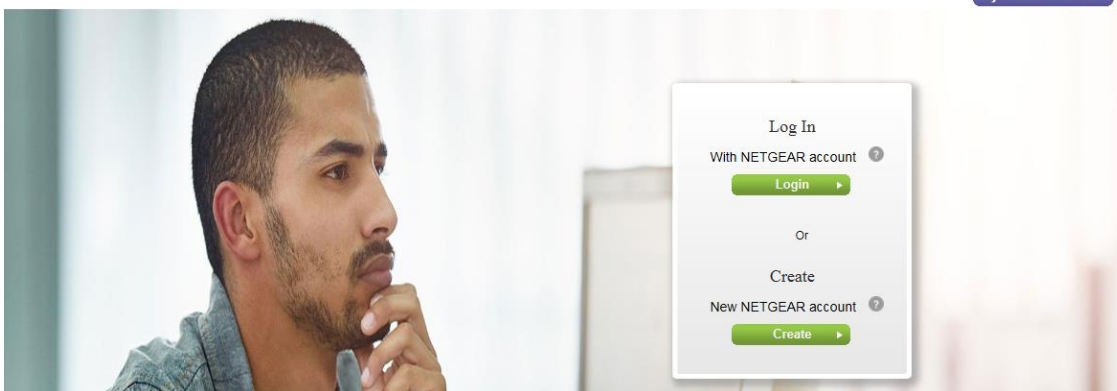 Log In
With NETGEAR account ?
Login
Or
Create
New NETGEAR account ?
Create